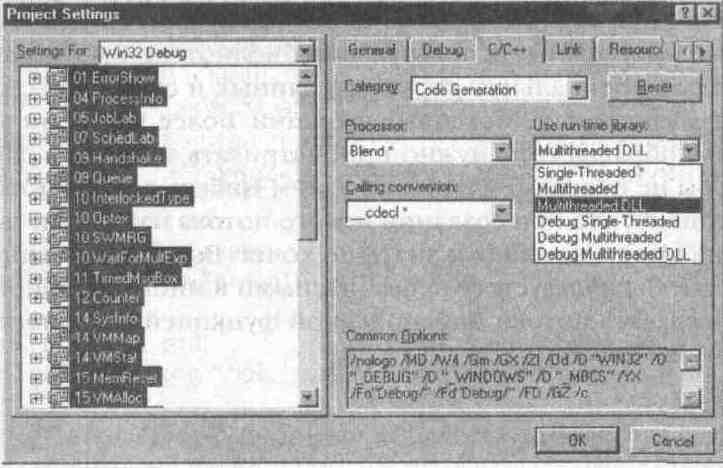 Project Settings
Settings For: Win32 Debug
01 ErrorShow
04 ProcessInfo
05 JobLab
07 SchedLab
09 Handshake
09 Queue
10 InterlockedType
10 Optex
10 SWMRG
10 WaitForMultExp
11 TimedMsgBox
12 Counter
14 SysInfo
14 VMMap
14 VMStat
15 MemReset
15 VMAlloc
General Debug C/C++ Link
Category: Code Generation
Reset
Processor:
Blend *
Use run-time library:
Multithreaded DLL
Single-Threaded *
Multithreaded
Multithreaded DLL
Debug Single-Threaded
Debug Multithreaded
Debug Multithreaded DLL
Calling convention:
__cdecl *
Common Options:
/nologo /MD /W4 /Gm /GX /ZI /Od /D "WIN32" /D
"_DEBUG" /D "_WINDOWS" /D "_MBCS" /YX
/Fo"Debug/" /Fd"Debug/" /FD /GZ /c
OK
Cancel